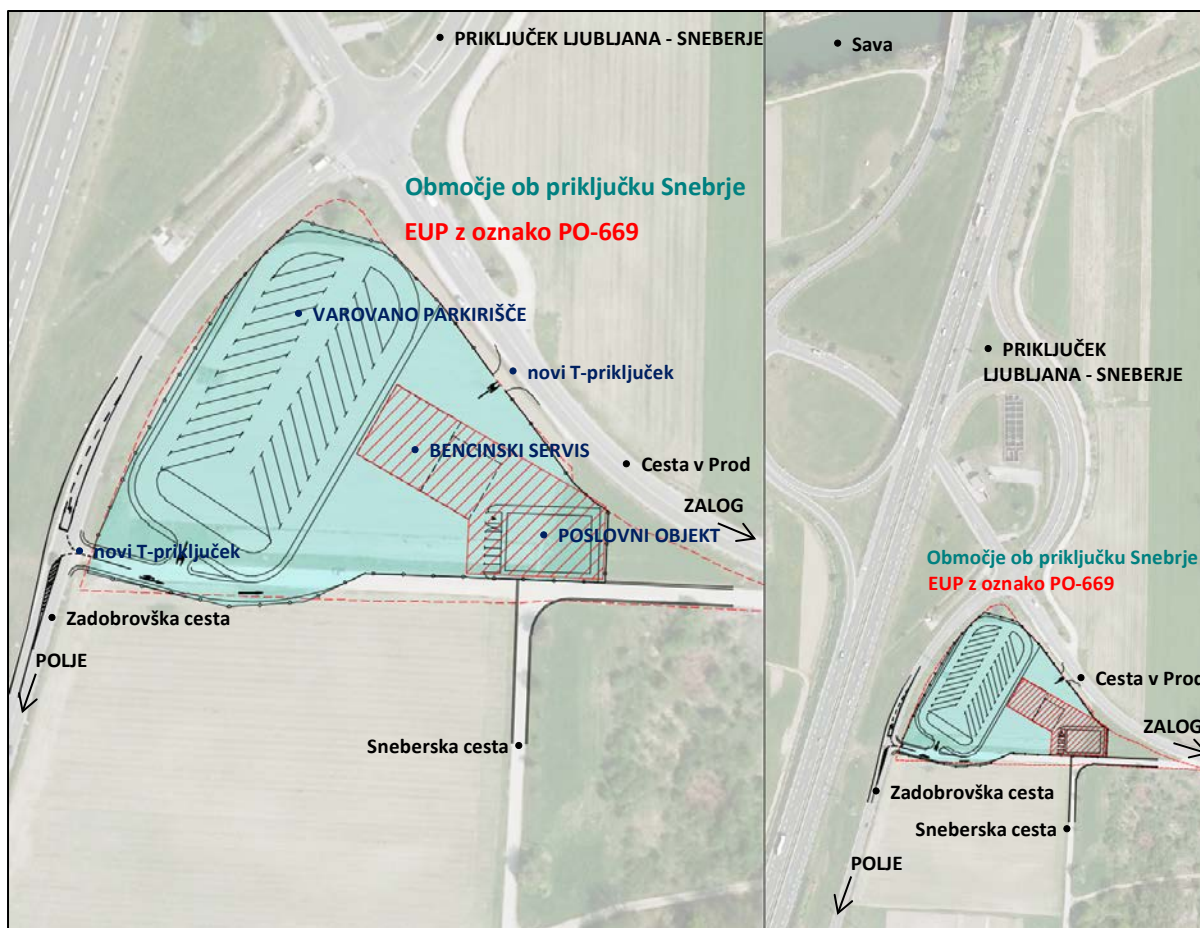 PRIKLJUČEK LJUBLJANA - SNEBERJE
Območje ob priključku Snebrje
EUP z oznako PO-669
VAROVANO PARKIRIŠČE
novi T-priključek
BENCINSKI SERVIS
Cesta v Prod
ZALOG
POSLOVNI OBJEKT
novi T-priključek
Zadobrovška cesta
POLJE
Sneberska cesta
Sava
PRIKLJUČEK
LJUBLJANA - SNEBERJE
Območje ob priključku Snebrje
EUP z oznako PO-669
Cesta v Prod
ZALOG
Zadobrovška cesta
Sneberska cesta
POLJE